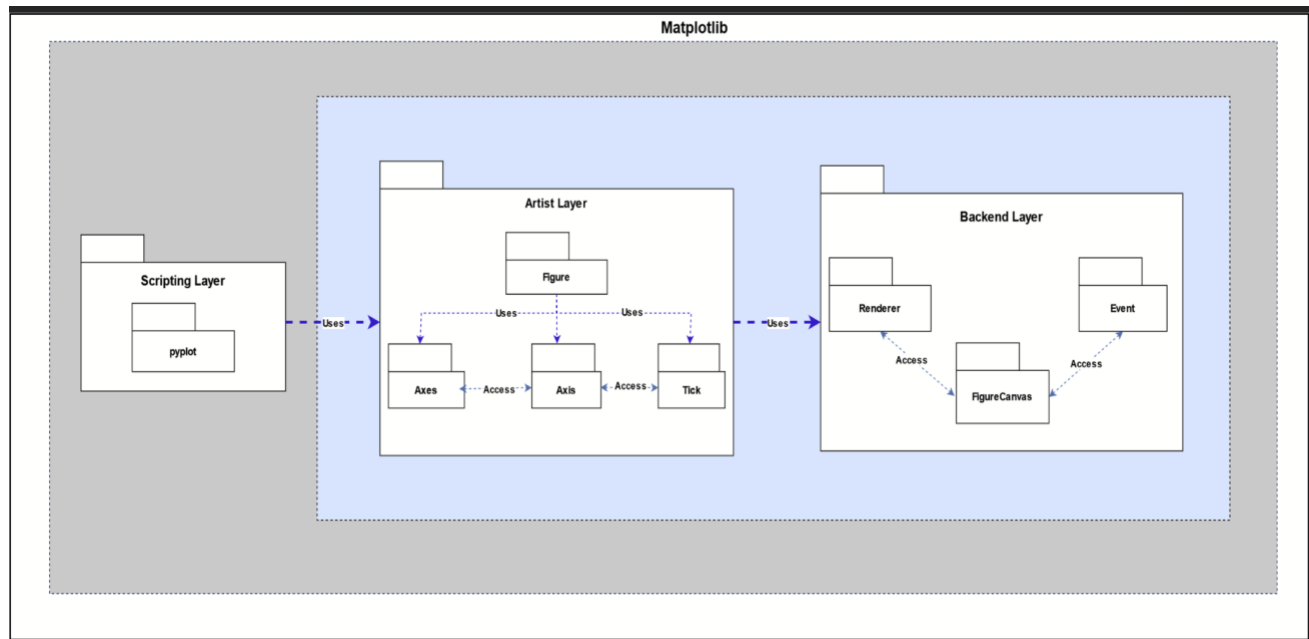 Matplotlib
Scripting Layer
pyplot
Uses
Artist Layer
Figure
Uses
Uses
Axes
Access
Axis
Access
Tick
Uses
Backend Layer
Renderer
Event
Access
Access
FigureCanvas